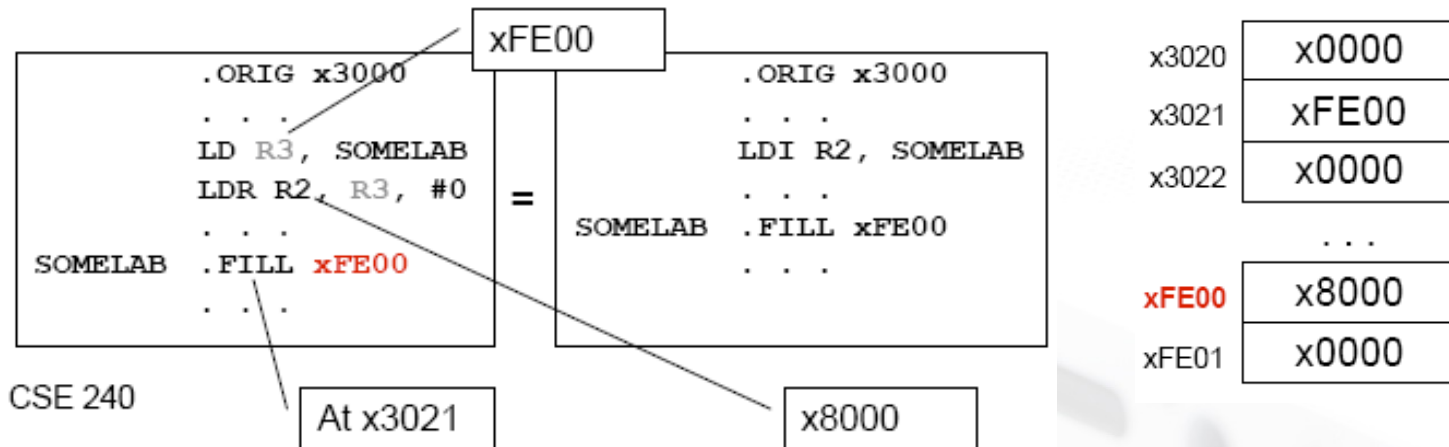 xFE00
.ORIG x3000
. . .
LD R3, SOMELAB
LDR R2, R3, #0
. . .
SOMELAB .FILL xFE00
. . .
=
.ORIG x3000
. . .
LDI R2, SOMELAB
. . .
SOMELAB .FILL xFE00
. . .
x3020 x0000
x3021 xFE00
x3022 x0000
. . .
xFE00 x8000
xFE01 x0000
CSE 240
At x3021
x8000